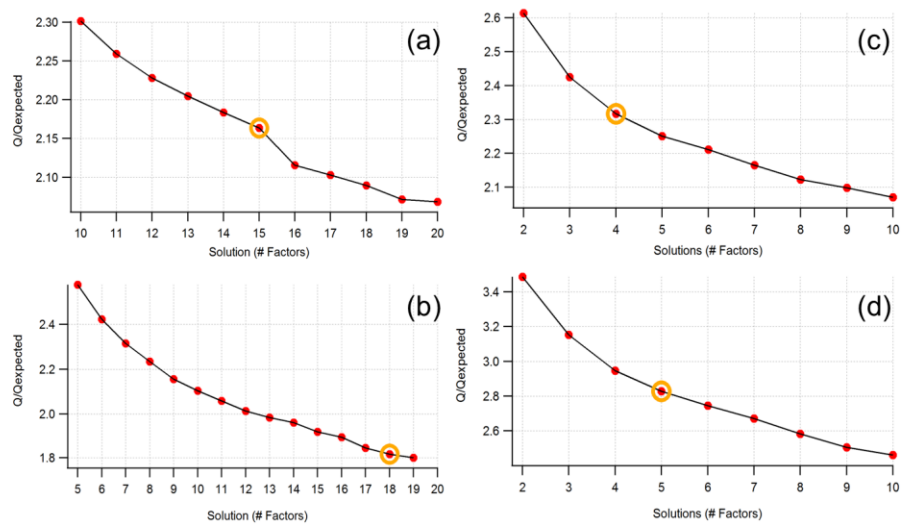 (a)
Q/Qexpected
2.30
2.25
2.20
2.15
2.10
10 11 12 13 14 15 16 17 18 19 20
Solution (# Factors)
(c)
Q/Qexpected
2.6
2.5
2.4
2.3
2.2
2.1
2 3 4 5 6 7 8 9 10
Solutions (# Factors)
(b)
Q/Qexpected
2.4
2.2
2.0
1.8
5 6 7 8 9 10 11 12 13 14 15 16 17 18 19 20
Solution (# Factors)
(d)
Q/Qexpected
3.4
3.2
3.0
2.8
2.6
2 3 4 5 6 7 8 9 10
Solutions (# Factors)